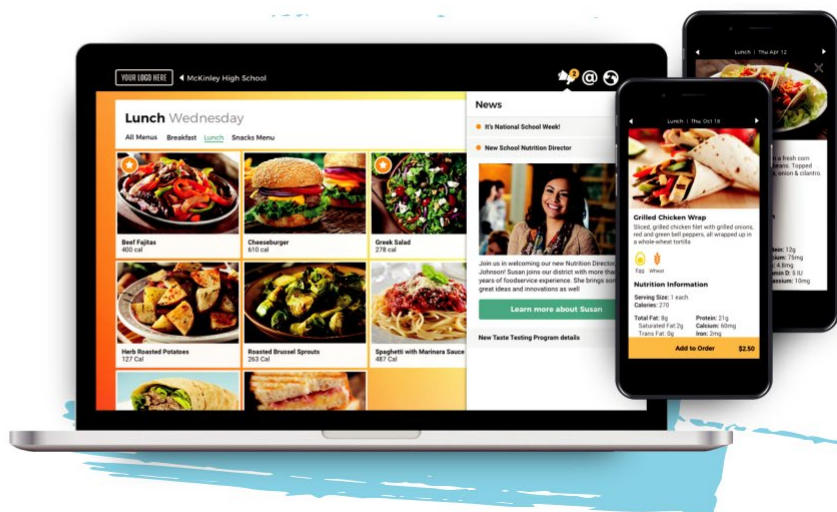 YOUR LOGO HERE
McKinley High School
2
Lunch Wednesday
All Menus Breakfast Lunch Snacks Menu
Beef Fajitas
400 cal
Cheeseburger
610 cal
Greek Salad
278 cal
Herb Roasted Potatoes
127 Cal
Roasted Brussel Sprouts
263 Cal
Spaghetti with Marinara Sauce
487 Cal
News
It's National School Week!
New School Nutrition Director
Join us in welcoming our new Nutrition Director,
Johnson! Susan joins our district with more than
years of foodservice experience. She brings
great ideas and innovations as well
Learn more about Susan
New Taste Testing Program details
Lunch | Thu Oct 18
Grilled Chicken Wrap
Sliced, grilled chicken filet with grilled onions,
red and green bell peppers, all wrapped up in
a whole-wheat tortilla
Egg Wheat
Nutrition Information
Serving Size: 1 each
Calories: 270
Total Fat: 8g Protein: 21g
Saturated Fat: 2g Calcium: 60mg
Trans Fat: 0g Iron: 2mg
Add to Order $2.50
Lunch | Thu Apr 12
a fresh corn
Topped
onion & cilantro.
12g
75mg
4.8mg
D: 5 IU
10mg